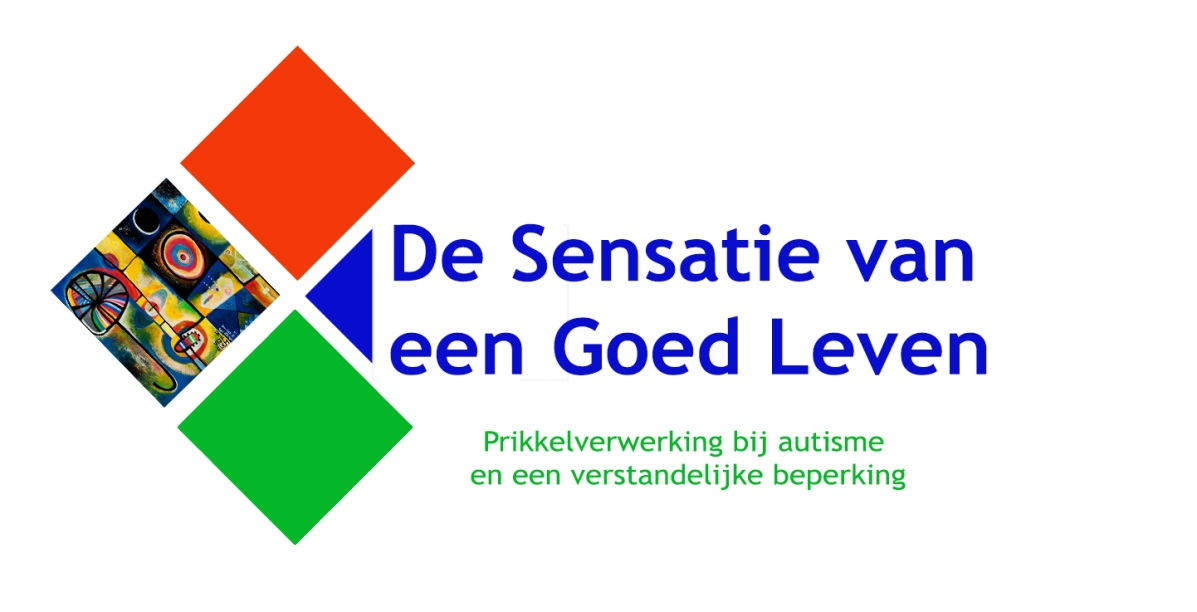 De Sensatie van
een Goed Leven
Prikkelverwerking bij autisme
en een verstandelijke beperking